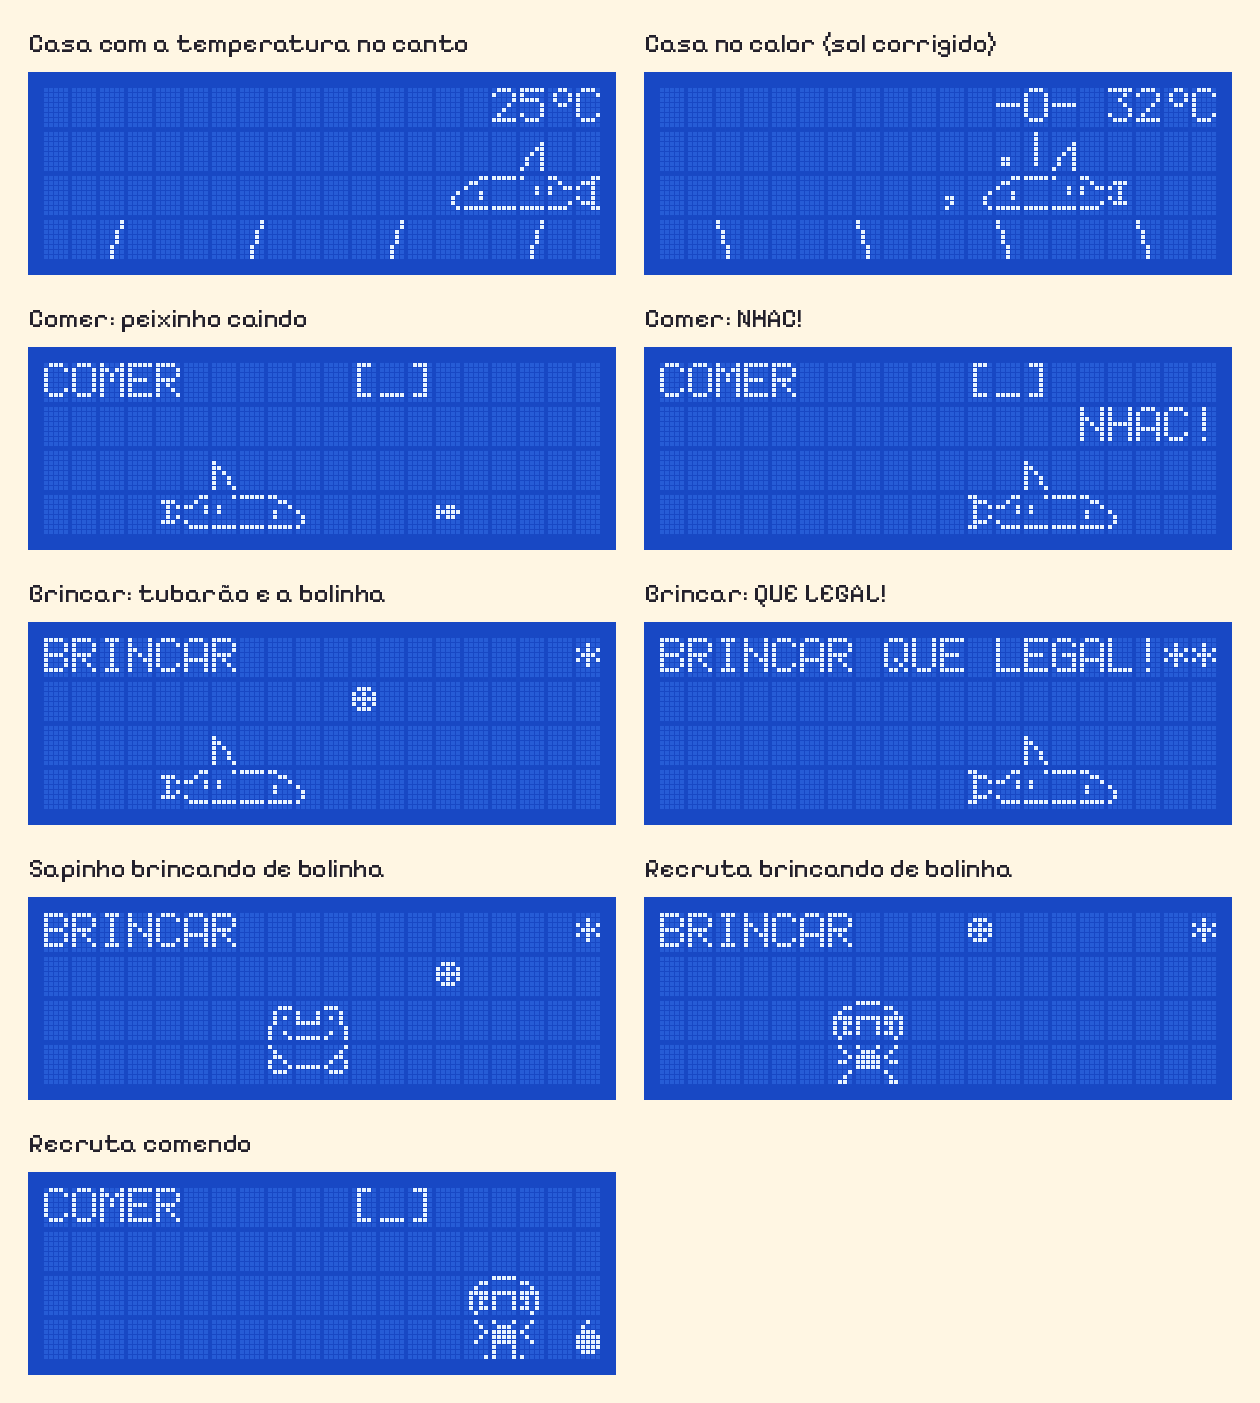 Casa com a temperatura no canto
25°C
Casa no calor (sol corrigido)
-O- 32°C
Comer: peixinho caindo
COMER [_]
Comer: NHAC!
COMER [_]
NHAC!
Brincar: tubarão e a bolinha
BRINCAR *
Brincar: QUE LEGAL!
BRINCAR QUE LEGAL!**
Sapinho brincando de bolinha
BRINCAR *
Recruta brincando de bolinha
BRINCAR *
Recruta comendo
COMER [_]